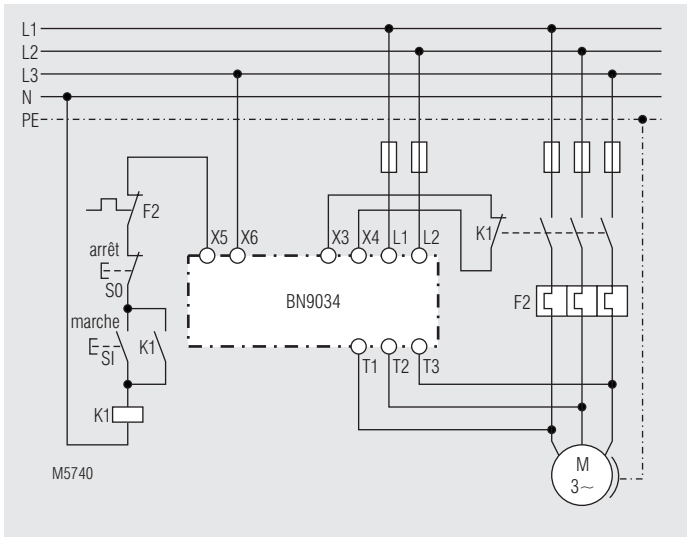 L1
L2
L3
N
PE
F2
X5 X6 X3 X4 L1 L2
K1
arrêt
S0
BN9034
F2
marche
SI
K1
T1 T2 T3
K1
M5740
M
3~